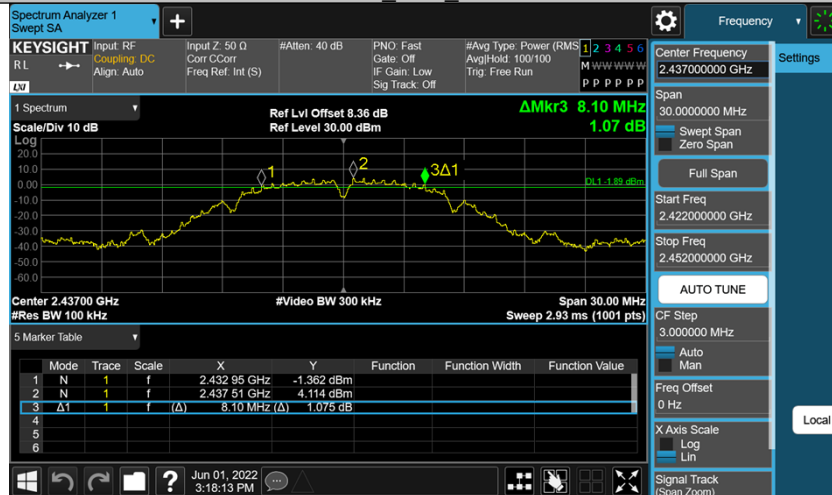 Spectrum Analyzer 1
Swept SA
Frequency
KEYSIGHT
RL
LXI
Input: RF
Coupling: DC
Align: Auto
Input Z: 50 Ω
Corr CCorr
Freq Ref: Int (S)
#Atten: 40 dB
PNO: Fast
Gate: Off
IF Gain: Low
Sig Track: Off
#Avg Type: Power (RMS
Avg|Hold: 100/100
Trig: Free Run
1 2 3 4 5 6
M W W W W W
P P P P P P
1 Spectrum
Scale/Div 10 dB
Ref Lvl Offset 8.36 dB
Ref Level 30.00 dBm
ΔMkr3 8.10 MHz
1.07 dB
Log
20.0
10.0
0.00
-10.0
-20.0
-30.0
-40.0
-50.0
-60.0
1
2
3Δ1
DL1 -1.89 dBm
Center 2.43700 GHz
#Video BW 300 kHz
Span 30.00 MHz
#Res BW 100 kHz
Sweep 2.93 ms (1001 pts)
5 Marker Table
Mode Trace Scale X Y Function Function Width Function Value
1 N 1 f 2.432 95 GHz -1.362 dBm
2 N 1 f 2.437 51 GHz 4.114 dBm
3 Δ1 1 f (Δ) 8.10 MHz (Δ) 1.075 dB
4
5
6
?
Jun 01, 2022
3:18:13 PM
Center Frequency
2.437000000 GHz
Span
30.0000000 MHz
Swept Span
Zero Span
Full Span
Start Freq
2.422000000 GHz
Stop Freq
2.452000000 GHz
AUTO TUNE
CF Step
3.000000 MHz
Auto
Man
Freq Offset
0 Hz
X Axis Scale
Log
Lin
Signal Track
(Span Zoom)
Settings
Local